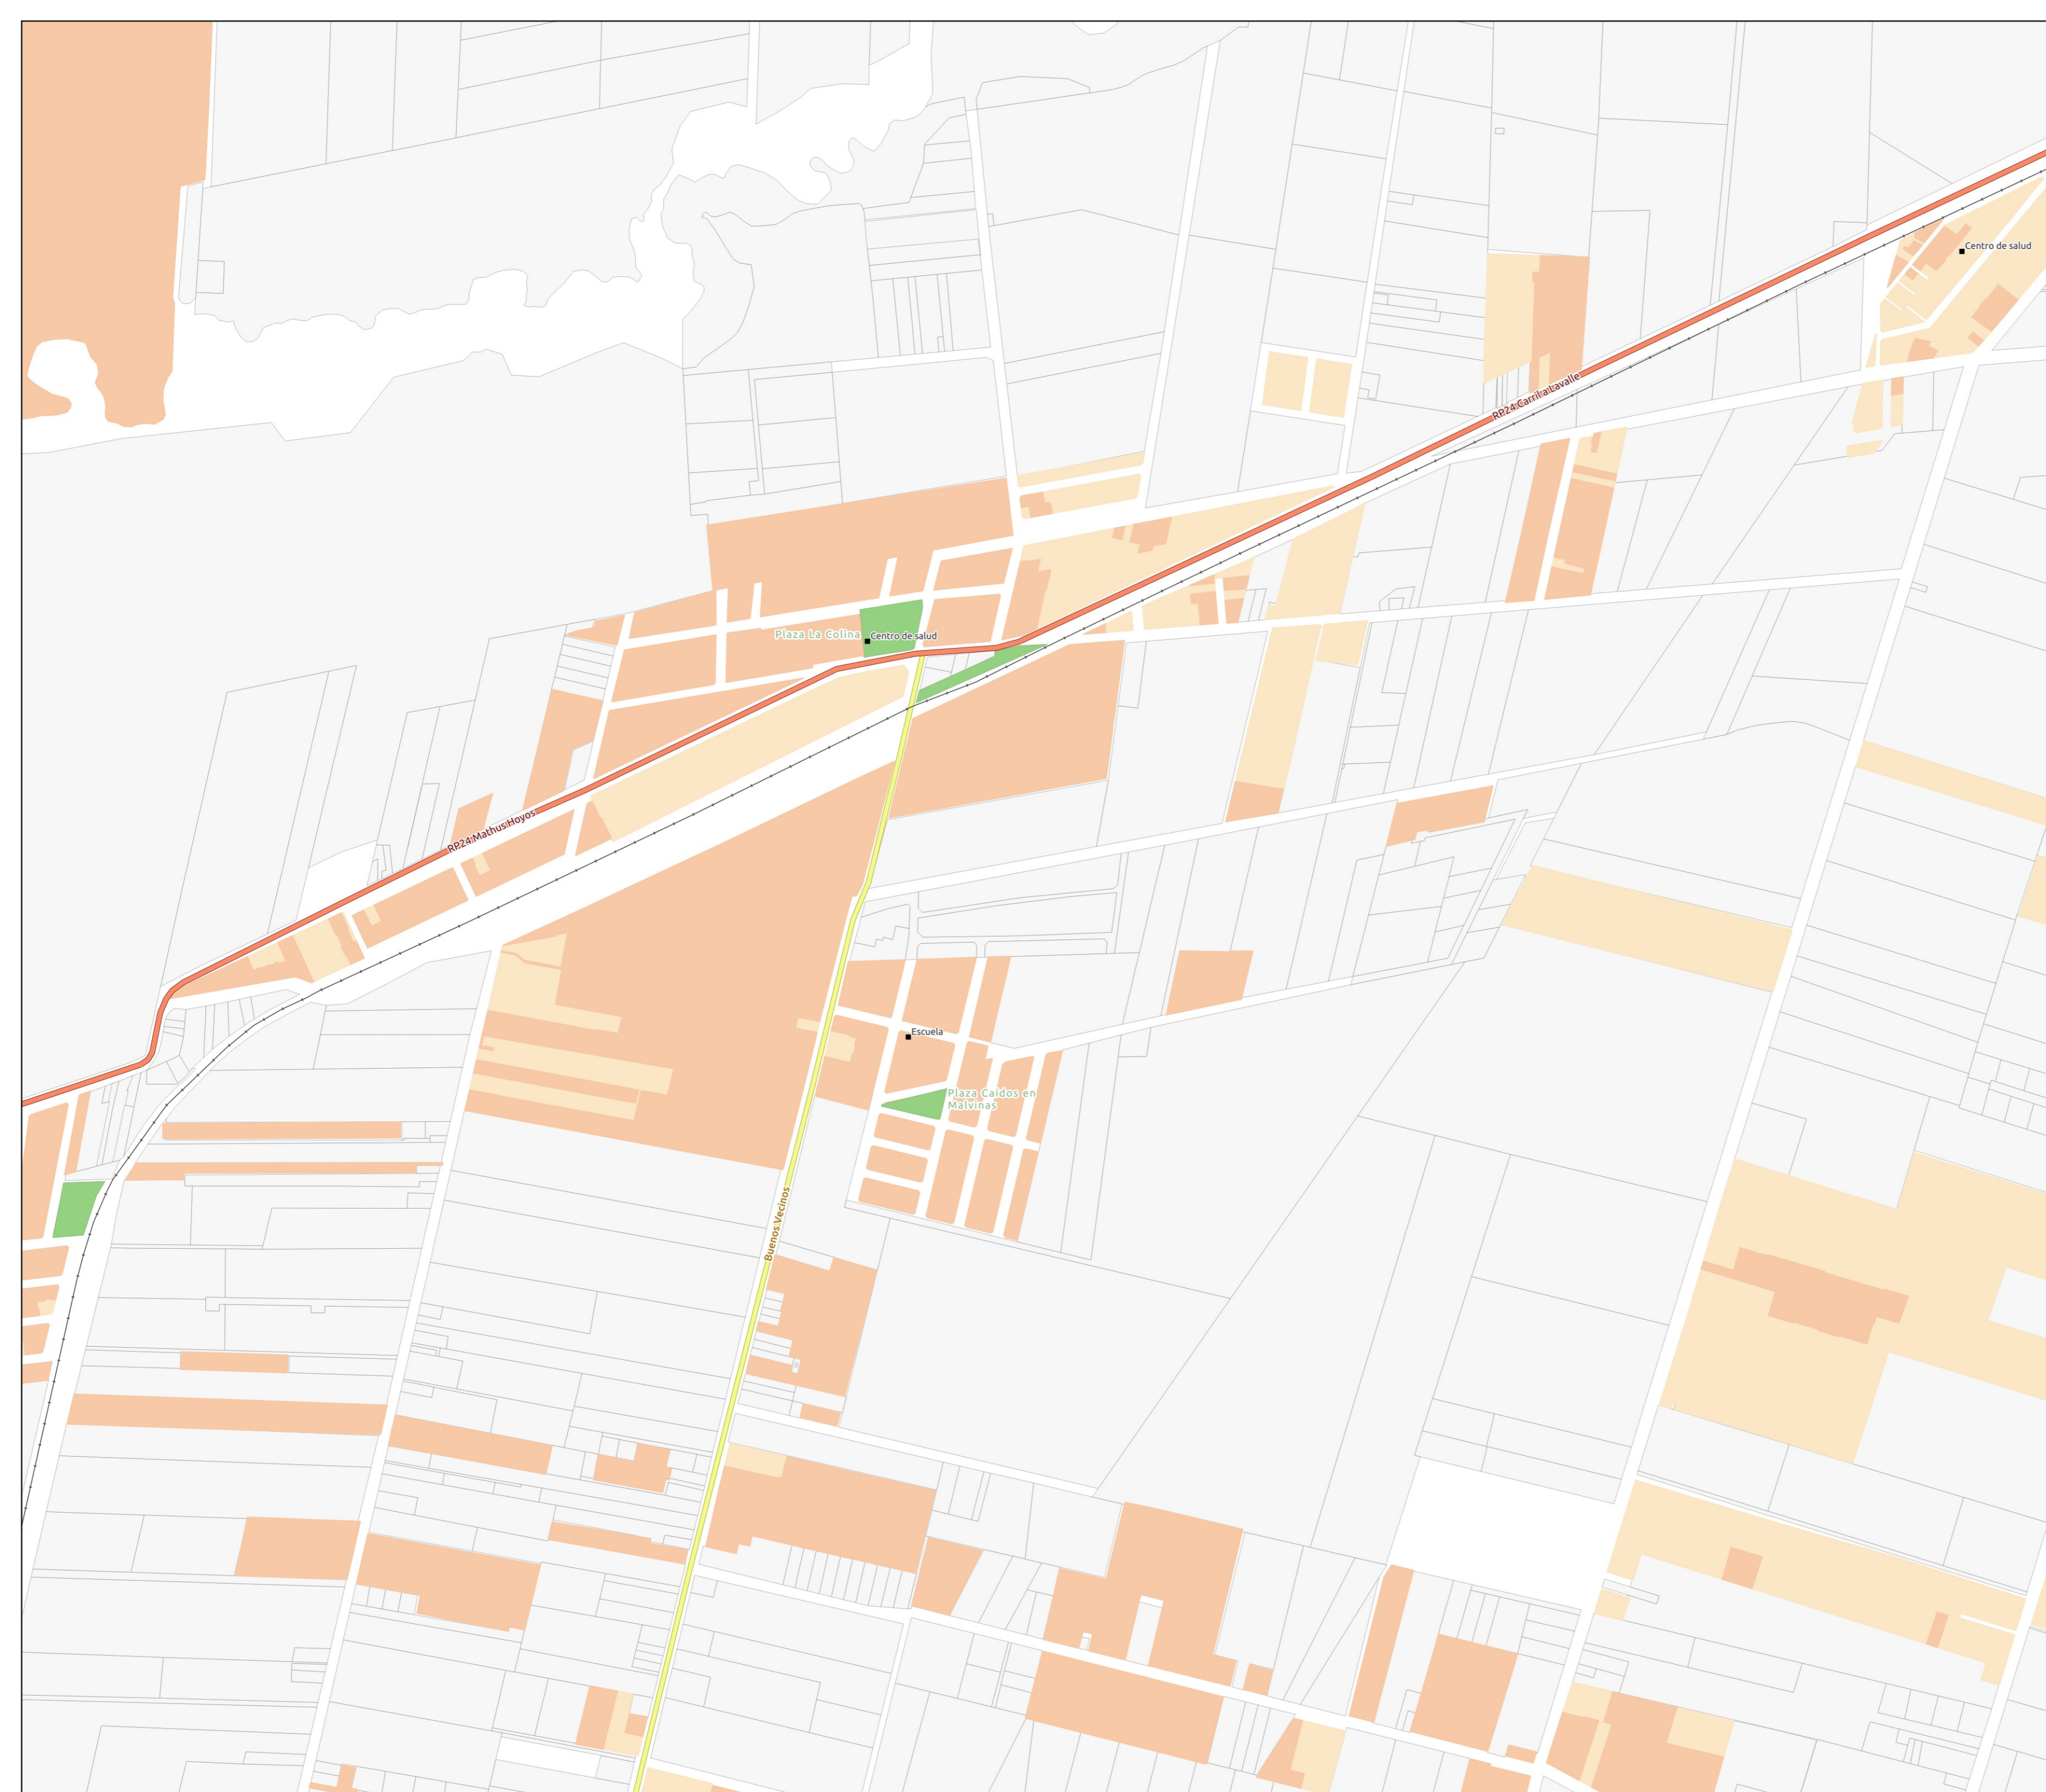 Centro de salud
RP24:Carril a Lavalle
Plaza La Colina
Centro de salud
RP24:Mathus Hoyos
Escuela
Plaza Caídos en
Malvinas
Buenos Vecinos